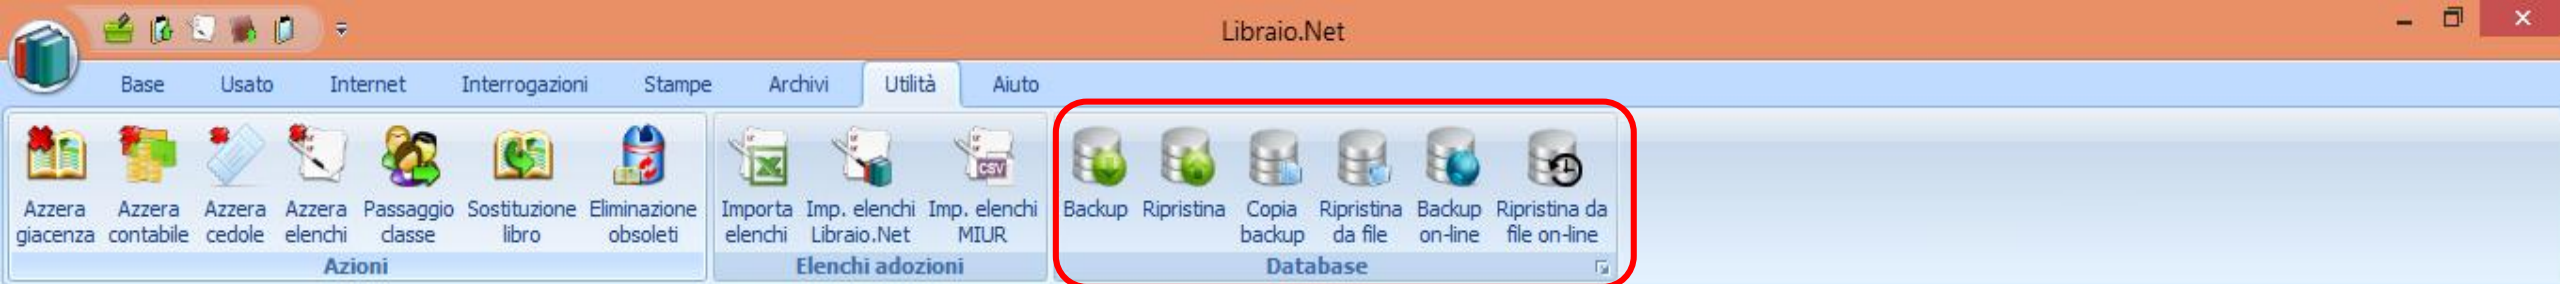 Libraio.Net
Base Usato Internet Interrogazioni Stampe Archivi Utilità Aiuto
Azzera giacenza
Azzera contabile
Azzera cedole
Azzera elenchi
Passaggio classe
Sostituzione libro
Eliminazione obsoleti
Azioni
Importa elenchi
Imp. elenchi Libraio.Net
CSV
Imp. elenchi MIUR
Elenchi adozioni
Backup
Ripristina
Copia backup
Ripristina da file
Backup on-line
Ripristina da file on-line
Database